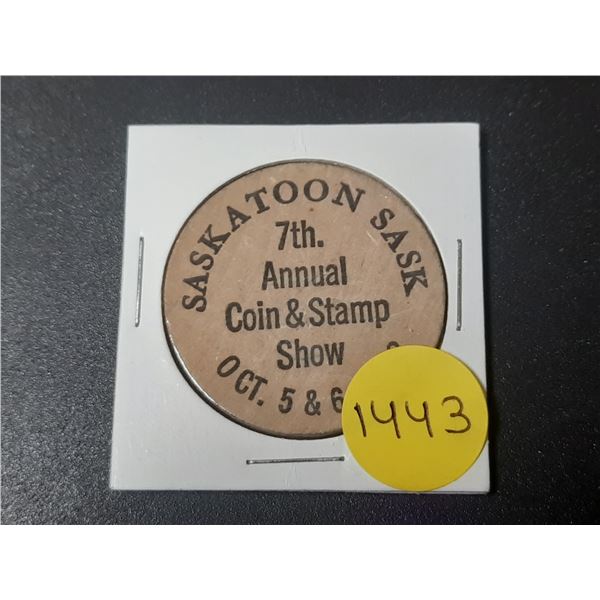 SASKATOON SASK
7th.
Annual
Coin & Stamp
Show
OCT. 5 & 6
1443